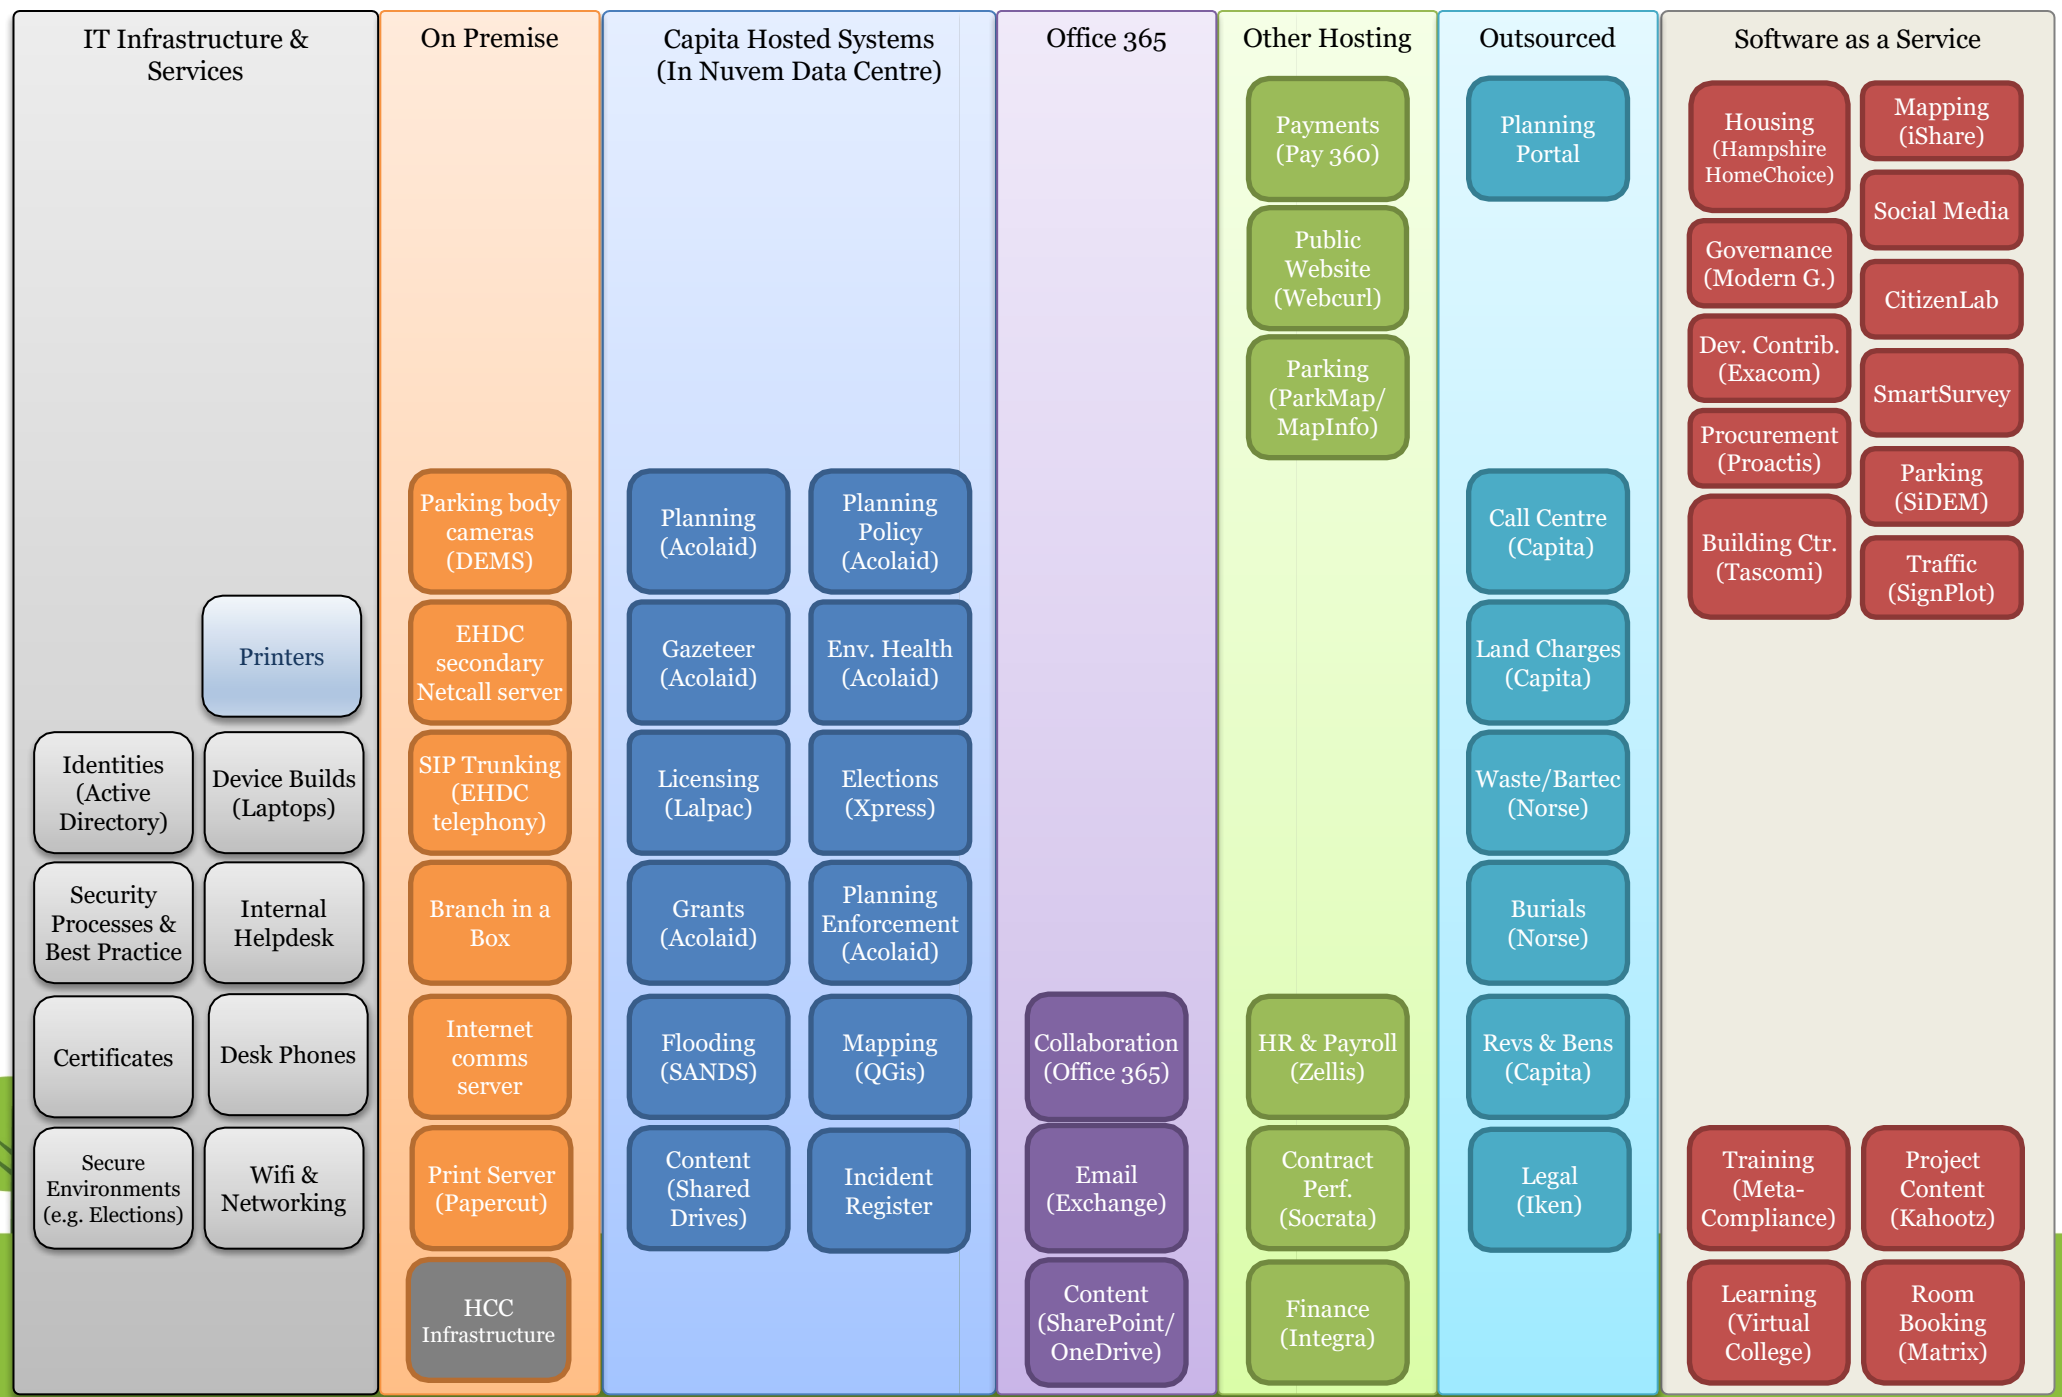 IT Infrastructure &
Services
Printers
Identities
(Active
Directory)
Device Builds
(Laptops)
Security
Processes &
Best Practice
Internal
Helpdesk
Certificates
Desk Phones
Secure
Environments
(e.g. Elections)
Wifi &
Networking
On Premise
Parking body
cameras
(DEMS)
EHDC
secondary
Netcall server
SIP Trunking
(EHDC
telephony)
Branch in a
Box
Internet
comms
server
Print Server
(Papercut)
HCC
Infrastructure
Capita Hosted Systems
(In Nuvem Data Centre)
Planning
(Acolaid)
Planning
Policy
(Acolaid)
Gazeteer
(Acolaid)
Env. Health
(Acolaid)
Licensing
(Lalpac)
Elections
(Xpress)
Grants
(Acolaid)
Planning
Enforcement
(Acolaid)
Flooding
(SANDS)
Mapping
(QGis)
Content
(Shared
Drives)
Incident
Register
Office 365
Collaboration
(Office 365)
Email
(Exchange)
Content
(SharePoint/
OneDrive)
Other Hosting
Payments
(Pay 360)
Public
Website
(Webcurl)
Parking
(ParkMap/
MapInfo)
HR & Payroll
(Zellis)
Contract
Perf.
(Socrata)
Finance
(Integra)
Outsourced
Planning
Portal
Call Centre
(Capita)
Land Charges
(Capita)
Waste/Bartec
(Norse)
Burials
(Norse)
Revs & Bens
(Capita)
Legal
(Iken)
Software as a Service
Housing
(Hampshire
HomeChoice)
Mapping
(iShare)
Social Media
Governance
(Modern G.)
CitizenLab
Dev. Contrib.
(Exacom)
SmartSurvey
Procurement
(Proactis)
Parking
(SiDEM)
Building Ctr.
(Tascomi)
Traffic
(SignPlot)
Training
(Meta-
Compliance)
Project
Content
(Kahootz)
Learning
(Virtual
College)
Room
Booking
(Matrix)